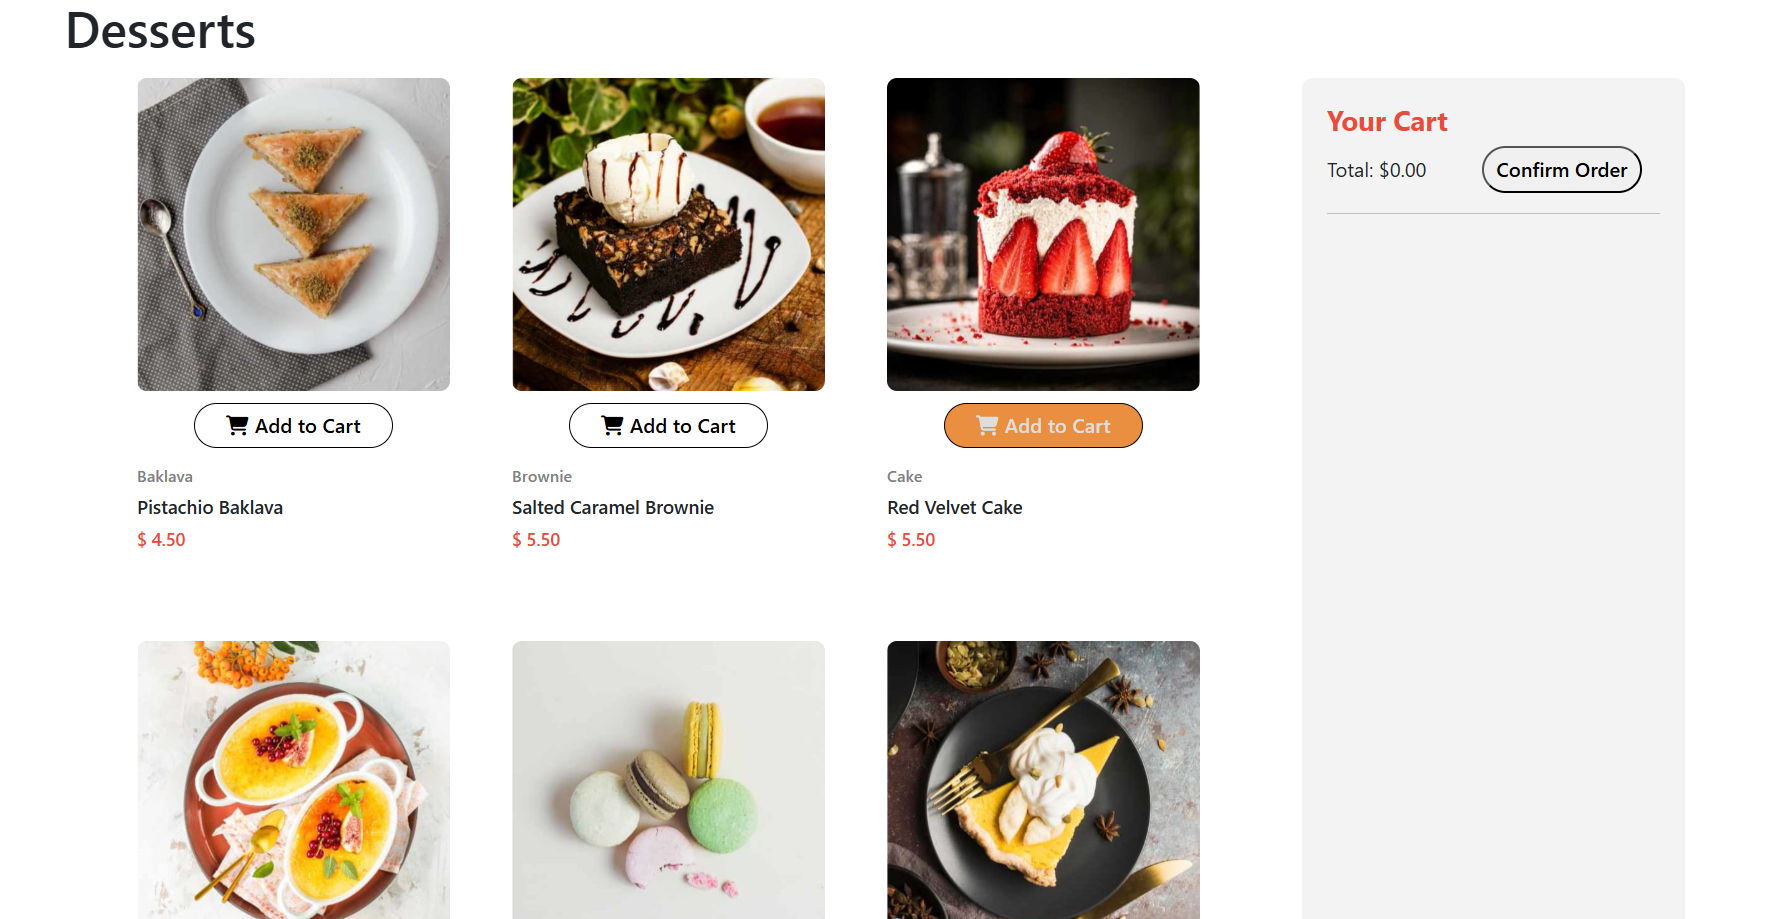 Desserts
Add to Cart
Baklava
Pistachio Baklava
$ 4.50
Add to Cart
Brownie
Salted Caramel Brownie
$ 5.50
Add to Cart
Cake
Red Velvet Cake
$ 5.50
Your Cart
Total: $0.00
Confirm Order